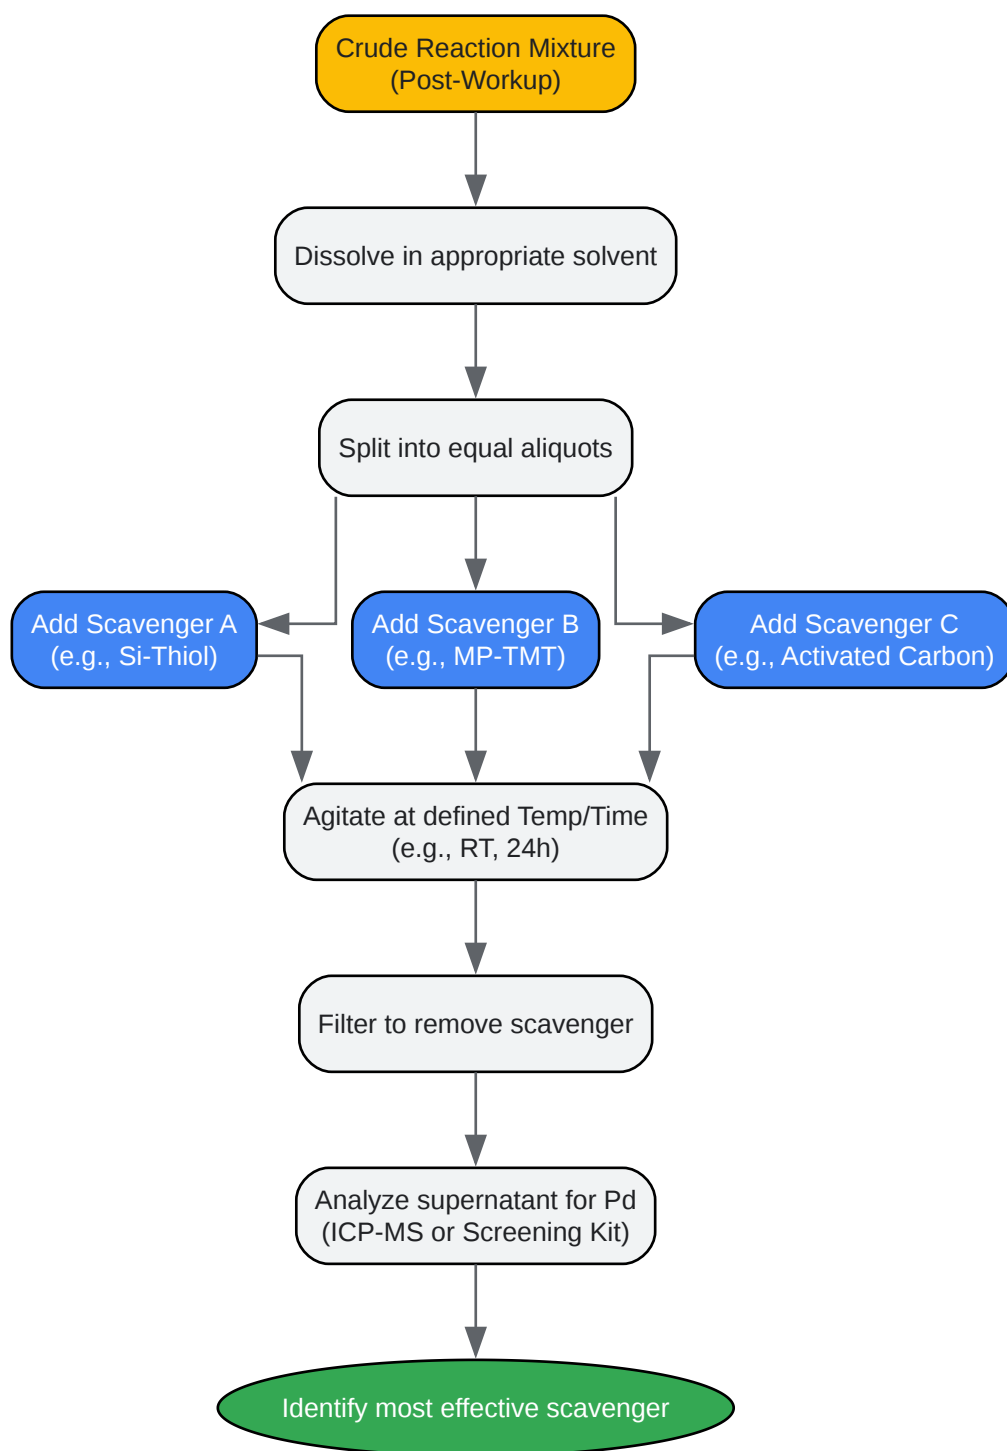 Crude Reaction Mixture
(Post-Workup)
Dissolve in appropriate solvent
Split into equal aliquots
Add Scavenger A
(e.g., Si-Thiol)
Add Scavenger B
(e.g., MP-TMT)
Add Scavenger C
(e.g., Activated Carbon)
Agitate at defined Temp/Time
(e.g., RT, 24h)
Filter to remove scavenger
Analyze supernatant for Pd
(ICP-MS or Screening Kit)
Identify most effective scavenger